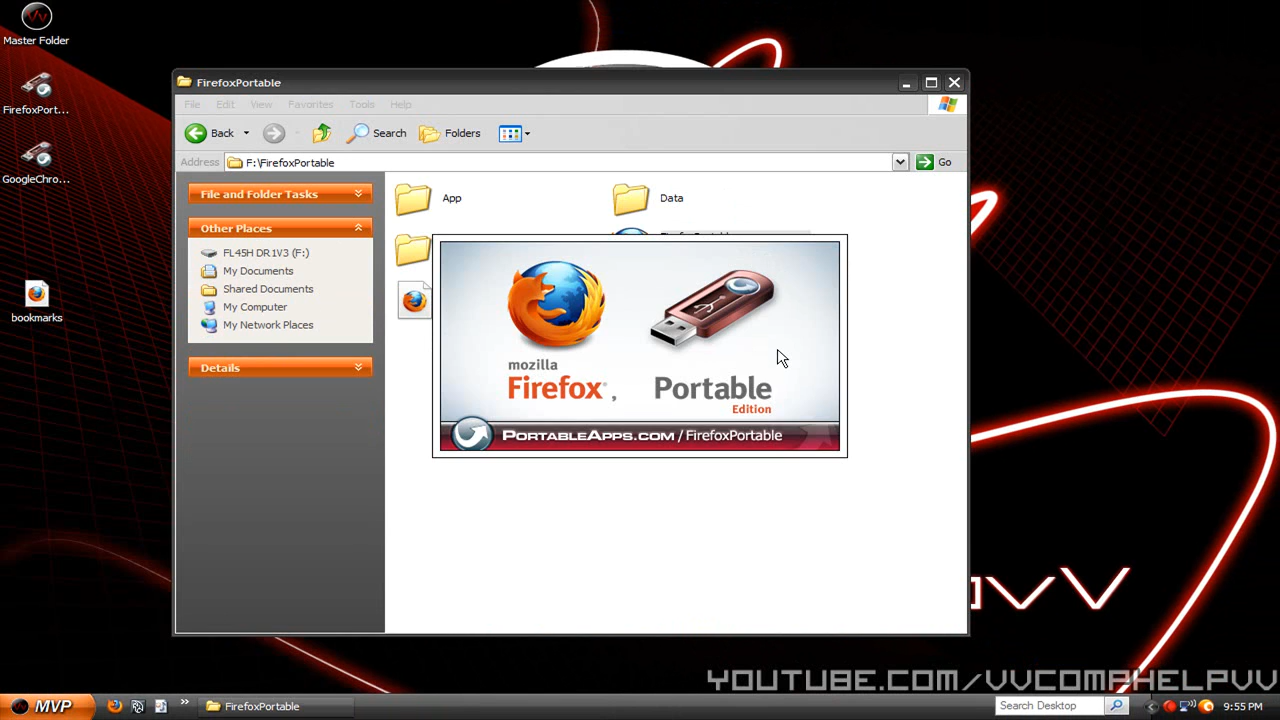 Master Folder
FirefoxPort...
GoogleChro...
bookmarks
FirefoxPortable
File Edit View Favorites Tools Help
Back Search Folders
Address F:\FirefoxPortable Go
File and Folder Tasks
Other Places
FL45H DR.1V3 (F:)
My Documents
Shared Documents
My Computer
My Network Places
Details
App Data
mozilla
Firefox®, Portable
Edition
PORTABLEAPPS.COM / FirefoxPortable
YOUTUBE.COM/VVCOMPHELPVV
MVP FirefoxPortable Search Desktop 9:55 PM